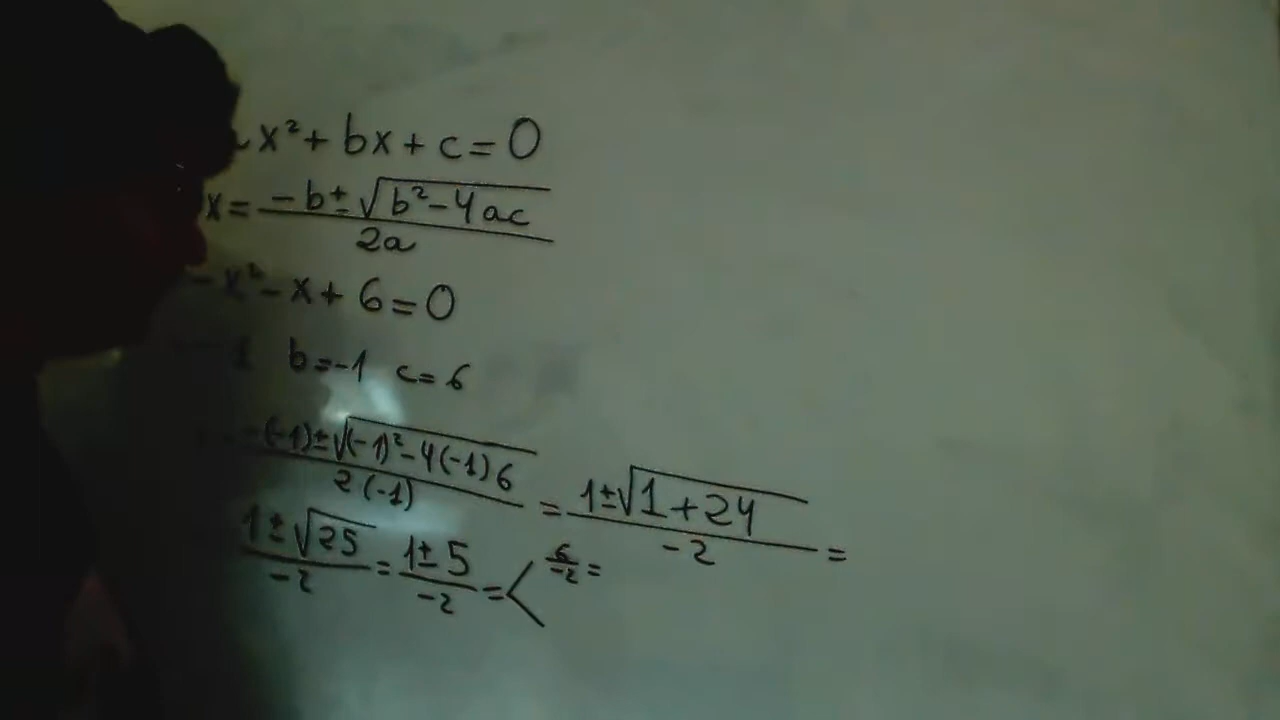 x² + bx + c = 0
x = (-b ± √(b² - 4ac)) / 2a
-x² - x + 6 = 0
1 b=-1 c=6
-(-1) ± √((-1)² - 4(-1)6) / 2(-1) = (1 ± √(1 + 24)) / -2 =
(1 ± √25) / -2 = (1 ± 5) / -2 = < 6/-2 =